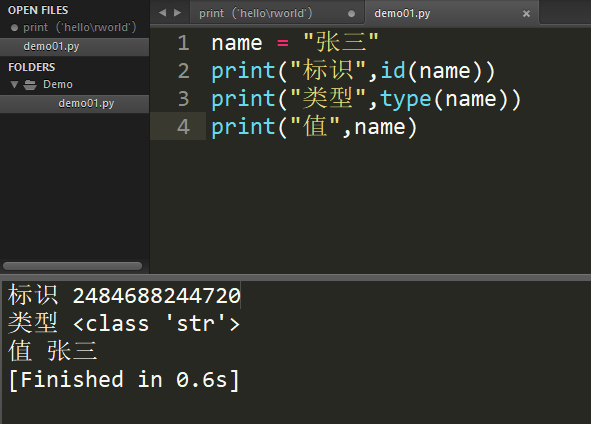 OPEN FILES
print （'hello\rworld'）
demo01.py
FOLDERS
Demo
demo01.py
print （'hello\rworld'）
demo01.py
1 name = "张三"
2 print("标识",id(name))
3 print("类型",type(name))
4 print("值",name)
标识 2484688244720
类型 <class 'str'>
值 张三
[Finished in 0.6s]